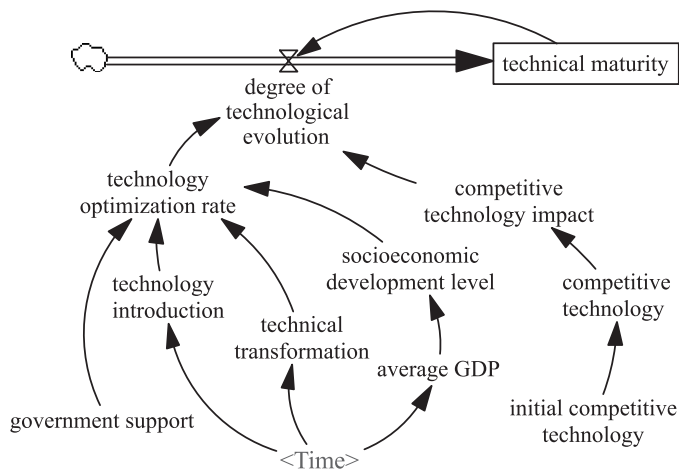 technical maturity
degree of
technological
evolution
technology
optimization rate
competitive
technology impact
socioeconomic
development level
technology
introduction
competitive
technology
technical
transformation
average GDP
government support
initial competitive
technology
<Time>